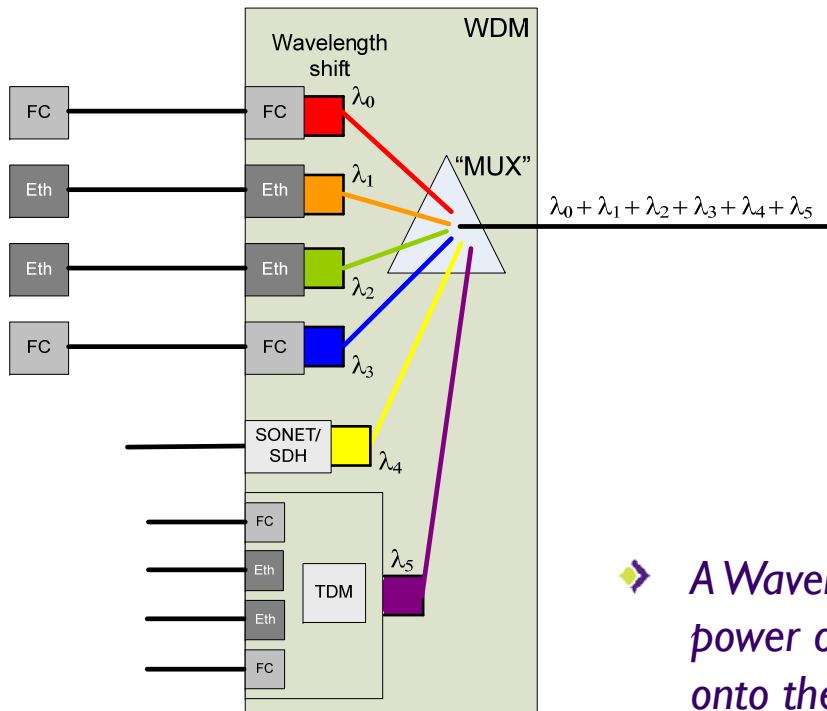 WDM
Wavelength
shift
FC
FC
λ0
Eth
Eth
λ1
"MUX"
λ0 + λ1 + λ2 + λ3 + λ4 + λ5
Eth
Eth
λ2
FC
FC
λ3
SONET/
SDH
λ4
FC
Eth
TDM
λ5
Eth
FC
A
power
onto the